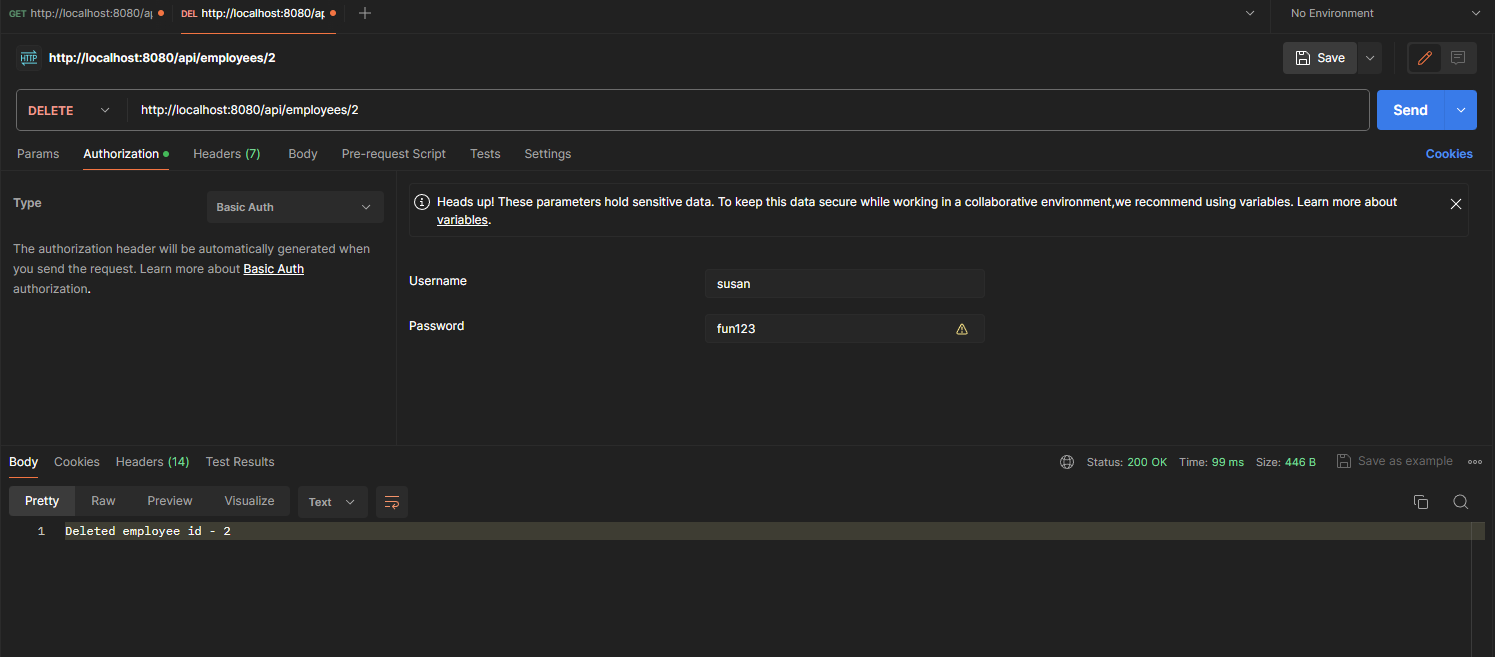 GET http://localhost:8080/ap DEL http://localhost:8080/ap No Environment
HTTP http://localhost:8080/api/employees/2 Save
DELETE http://localhost:8080/api/employees/2 Send
Params Authorization Headers (7) Body Pre-request Script Tests Settings Cookies
Type Basic Auth
The authorization header will be automatically generated when
you send the request. Learn more about Basic Auth
authorization.
Heads up! These parameters hold sensitive data. To keep this data secure while working in a collaborative environment,we recommend using variables. Learn more about
variables.
Username susan
Password fun123
Body Cookies Headers (14) Test Results Status: 200 OK Time: 99 ms Size: 446 B Save as example
Pretty Raw Preview Visualize Text
1 Deleted employee id - 2